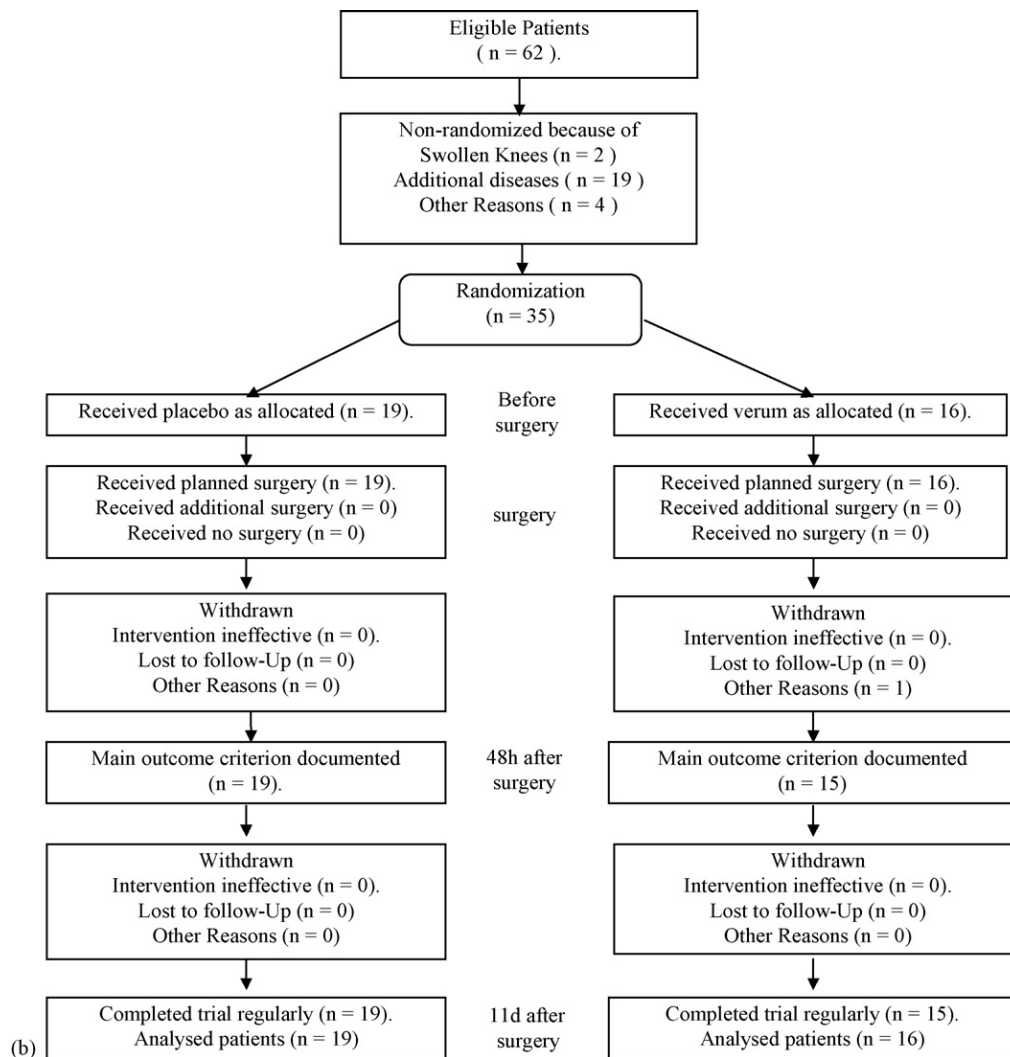 Eligible Patients
( n = 62 ).
Non-randomized because of
Swollen Knees (n = 2 )
Additional diseases ( n = 19 )
Other Reasons ( n = 4 )
Randomization
(n = 35)
Received placebo as allocated (n = 19).
Before
surgery
Received verum as allocated (n = 16).
Received planned surgery (n = 19).
Received additional surgery (n = 0)
Received no surgery (n = 0)
surgery
Received planned surgery (n = 16).
Received additional surgery (n = 0)
Received no surgery (n = 0)
Withdrawn
Intervention ineffective (n = 0).
Lost to follow-Up (n = 0)
Other Reasons (n = 0)
Withdrawn
Intervention ineffective (n = 0).
Lost to follow-Up (n = 0)
Other Reasons (n = 1)
Main outcome criterion documented
(n = 19).
48h after
surgery
Main outcome criterion documented
(n = 15)
Withdrawn
Intervention ineffective (n = 0).
Lost to follow-Up (n = 0)
Other Reasons (n = 0)
Withdrawn
Intervention ineffective (n = 0).
Lost to follow-Up (n = 0)
Other Reasons (n = 0)
Completed trial regularly (n = 19).
Analysed patients (n = 19)
11d after
surgery
Completed trial regularly (n = 15).
Analysed patients (n = 16)
(b)